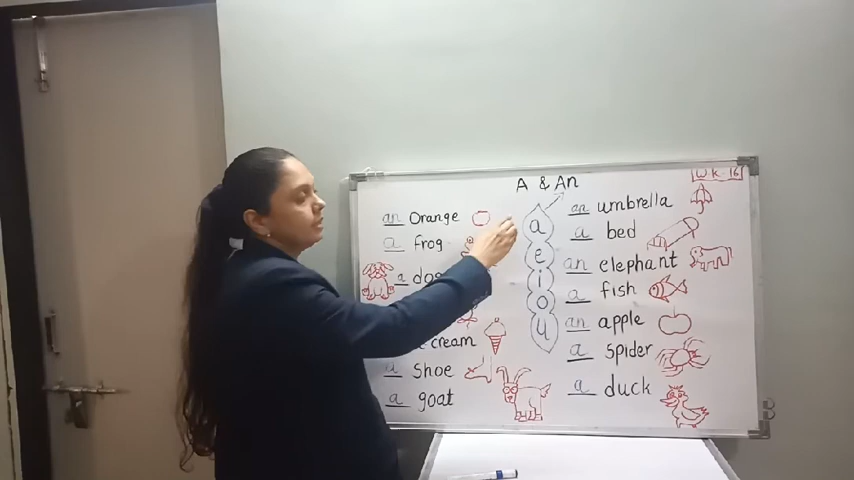 A & An
WK-16
an Orange
a frog
a do
cream
a Shoe
a goat
a
e
i
o
u
an umbrella
a bed
an elephant
a fish
an apple
a spider
a duck